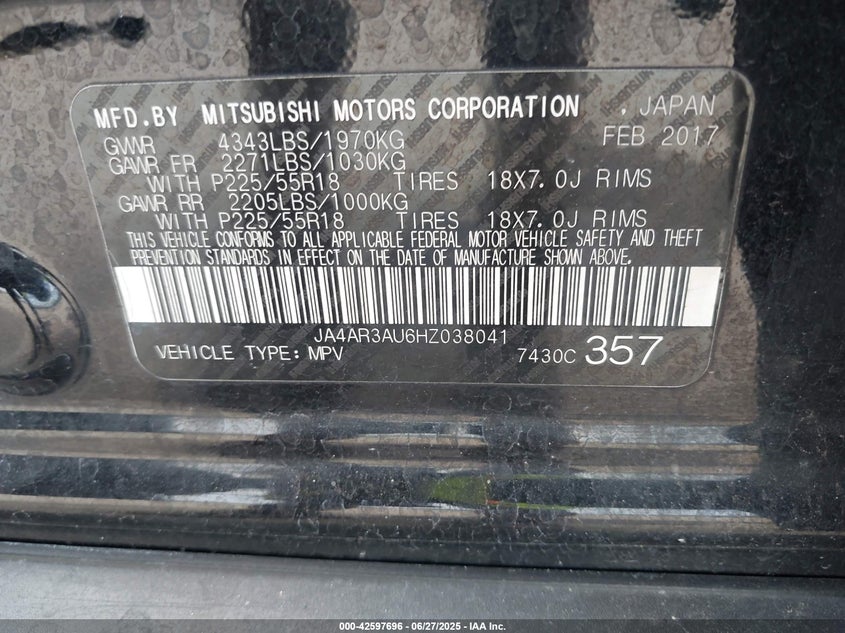 MFD.BY MITSUBISHI MOTORS CORPORATION , JAPAN
GVWR 4343LBS/1970KG FEB 2017
GAWR FR 2271LBS/1030KG
WITH P225/55R18 TIRES 18X7.0J RIMS
GAWR RR 2205LBS/1000KG
WITH P225/55R18 TIRES 18X7.0J RIMS
THIS VEHICLE CONFORMS TO ALL APPLICABLE FEDERAL MOTOR VEHICLE SAFETY AND THEFT
PREVENTION STANDARDS IN EFFECT ON THE DATE OF MANUFACTURE SHOWN ABOVE.
JA4AR3AU6HZ038041
VEHICLE TYPE: MPV 7430C 357
000-42597696 - 06/27/2025 - IAA Inc.